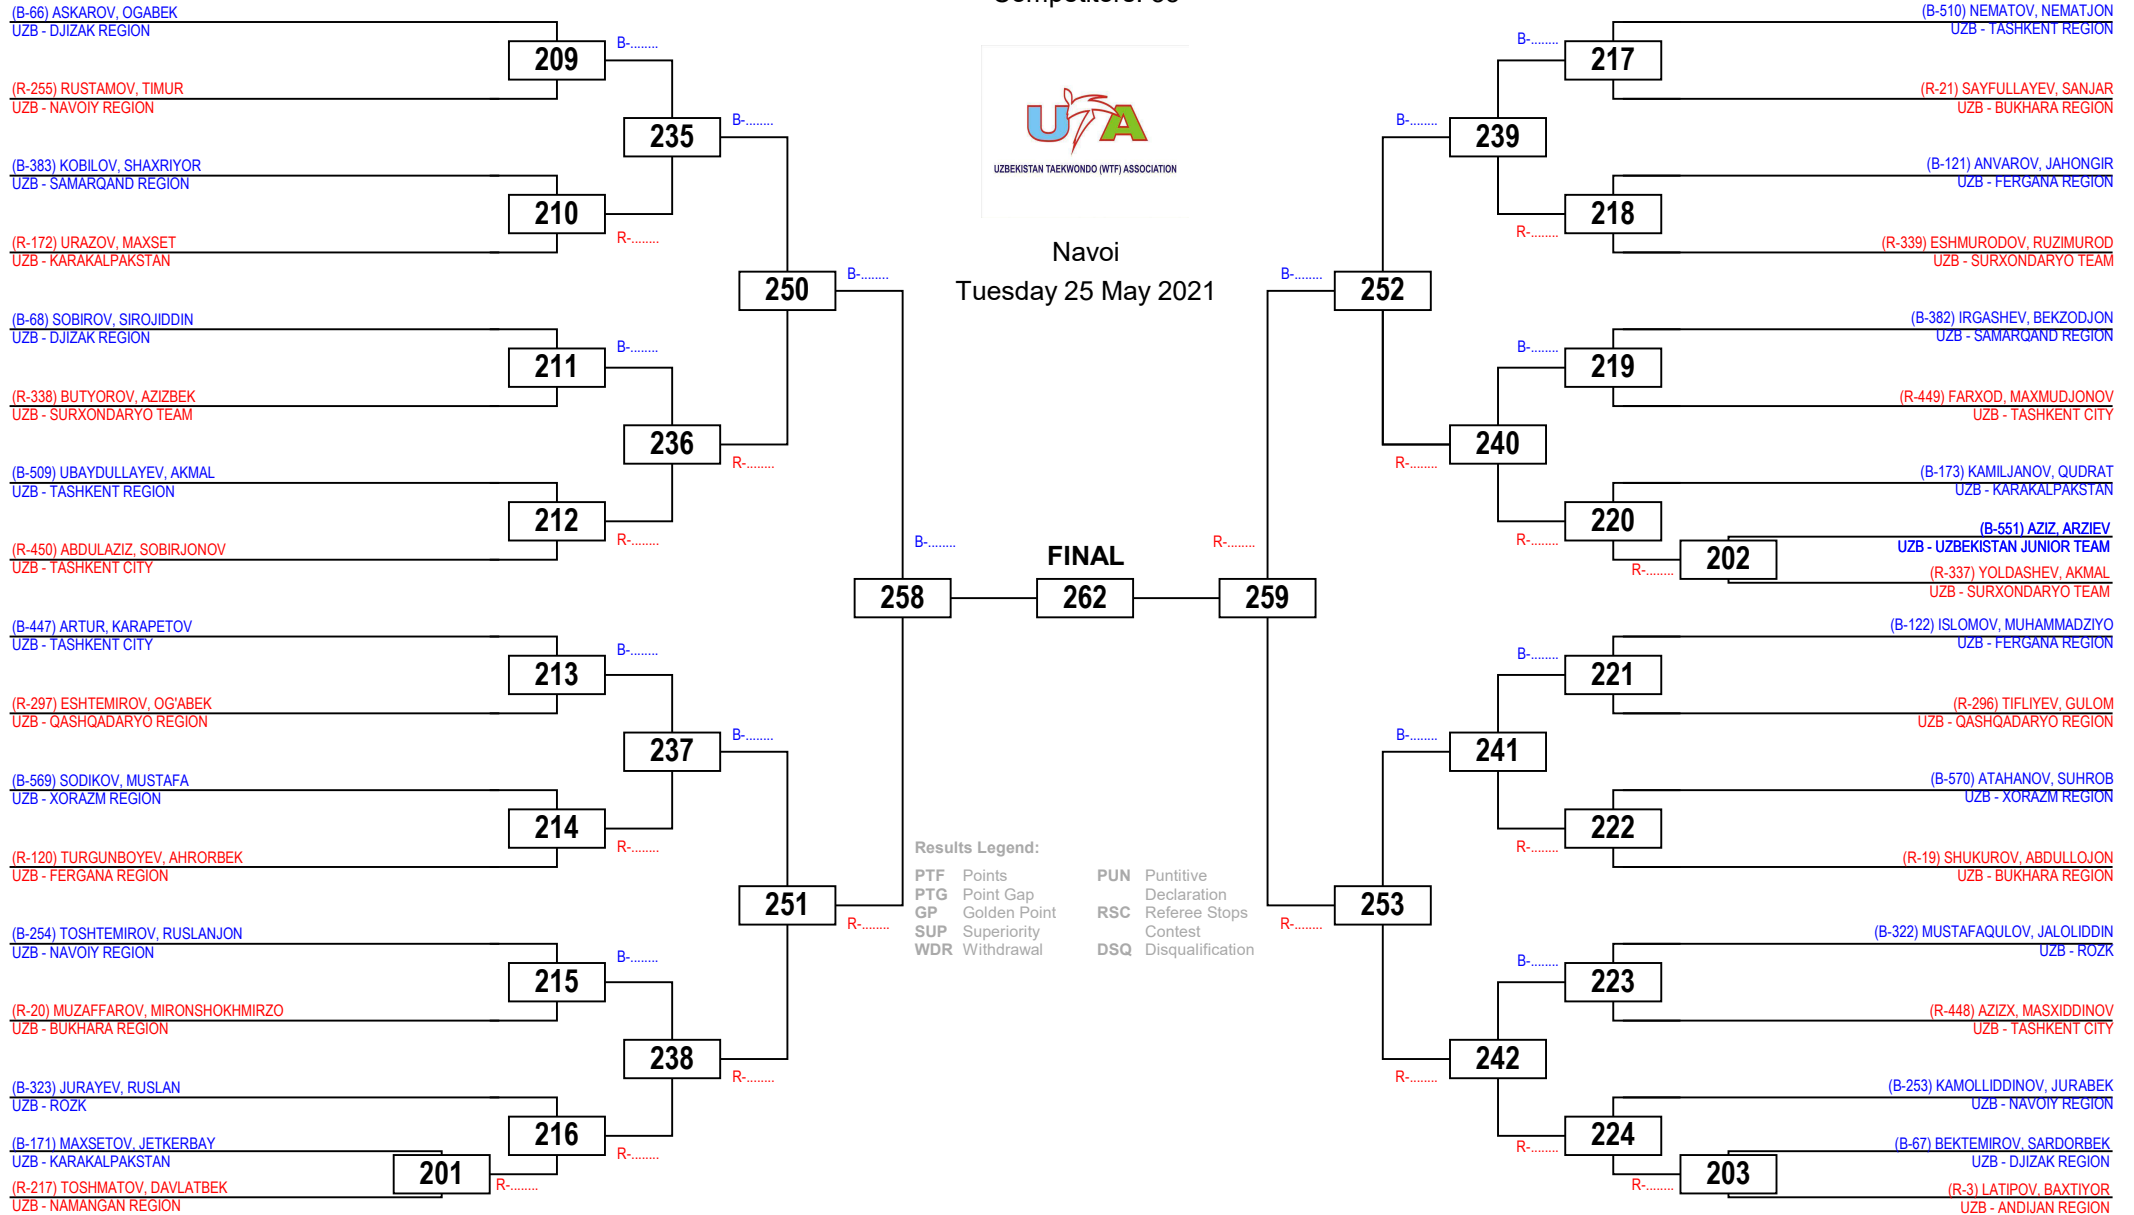 (B-66) ASKAROV, OGABEK
UZB - DJIZAK REGION
209
B-........
(R-255) RUSTAMOV, TIMUR
UZB - NAVOIY REGION
235
B-........
(B-383) KOBILOV, SHAXRIYOR
UZB - SAMARQAND REGION
210
R-........
(R-172) URAZOV, MAXSET
UZB - KARAKALPAKSTAN
250
B-........
(B-68) SOBIROV, SIROJIDDIN
UZB - DJIZAK REGION
211
B-........
(R-338) BUTYOROV, AZIZBEK
UZB - SURXONDARYO TEAM
236
R-........
(B-509) UBAYDULLAYEV, AKMAL
UZB - TASHKENT REGION
212
R-........
(R-450) ABDULAZIZ, SOBIRJONOV
UZB - TASHKENT CITY
B-........
258
(B-447) ARTUR, KARAPETOV
UZB - TASHKENT CITY
213
B-........
(R-297) ESHTEMIROV, OG'ABEK
UZB - QASHQADARYO REGION
237
B-........
(B-569) SODIKOV, MUSTAFA
UZB - XORAZM REGION
214
R-........
(R-120) TURGUNBOYEV, AHRORBEK
UZB - FERGANA REGION
251
R-........
(B-254) TOSHTEMIROV, RUSLANJON
UZB - NAVOIY REGION
215
B-........
(R-20) MUZAFFAROV, MIRONSHOKHMIRZO
UZB - BUKHARA REGION
238
R-........
(B-323) JURAYEV, RUSLAN
UZB - ROZK
216
R-........
(B-171) MAXSETOV, JETKERBAY
UZB - KARAKALPAKSTAN
201
R-........
(R-217) TOSHMATOV, DAVLATBEK
UZB - NAMANGAN REGION
UTA
UZBEKISTAN TAEKWONDO (WTF) ASSOCIATION
Navoi
Tuesday 25 May 2021
FINAL
262
Results Legend:
PTF Points
PTG Point Gap
GP Golden Point
SUP Superiority
WDR Withdrawal
PUN Puntitive
Declaration
RSC Referee Stops
Contest
DSQ Disqualification
(B-510) NEMATOV, NEMATJON
UZB - TASHKENT REGION
B-........
217
(R-21) SAYFULLAYEV, SANJAR
UZB - BUKHARA REGION
B-........
239
(B-121) ANVAROV, JAHONGIR
UZB - FERGANA REGION
218
R-........
(R-339) ESHMURODOV, RUZIMUROD
UZB - SURXONDARYO TEAM
B-........
252
(B-382) IRGASHEV, BEKZODJON
UZB - SAMARQAND REGION
B-........
219
(R-449) FARXOD, MAXMUDJONOV
UZB - TASHKENT CITY
240
R-........
(B-173) KAMILJANOV, QUDRAT
UZB - KARAKALPAKSTAN
220
R-........
(B-551) AZIZ, ARZIEV
UZB - UZBEKISTAN JUNIOR TEAM
202
R-........
(R-337) YOLDASHEV, AKMAL
UZB - SURXONDARYO TEAM
R-........
259
(B-122) ISLOMOV, MUHAMMADZIYO
UZB - FERGANA REGION
B-........
221
(R-296) TIFLIYEV, GULOM
UZB - QASHQADARYO REGION
B-........
241
(B-570) ATAHANOV, SUHROB
UZB - XORAZM REGION
222
R-........
(R-19) SHUKUROV, ABDULLOJON
UZB - BUKHARA REGION
253
R-........
(B-322) MUSTAFAQULOV, JALOLIDDIN
UZB - ROZK
B-........
223
(R-448) AZIZX, MASXIDDINOV
UZB - TASHKENT CITY
242
R-........
(B-253) KAMOLLIDDINOV, JURABEK
UZB - NAVOIY REGION
224
R-........
(B-67) BEKTEMIROV, SARDORBEK
UZB - DJIZAK REGION
203
R-........
(R-3) LATIPOV, BAXTIYOR
UZB - ANDIJAN REGION